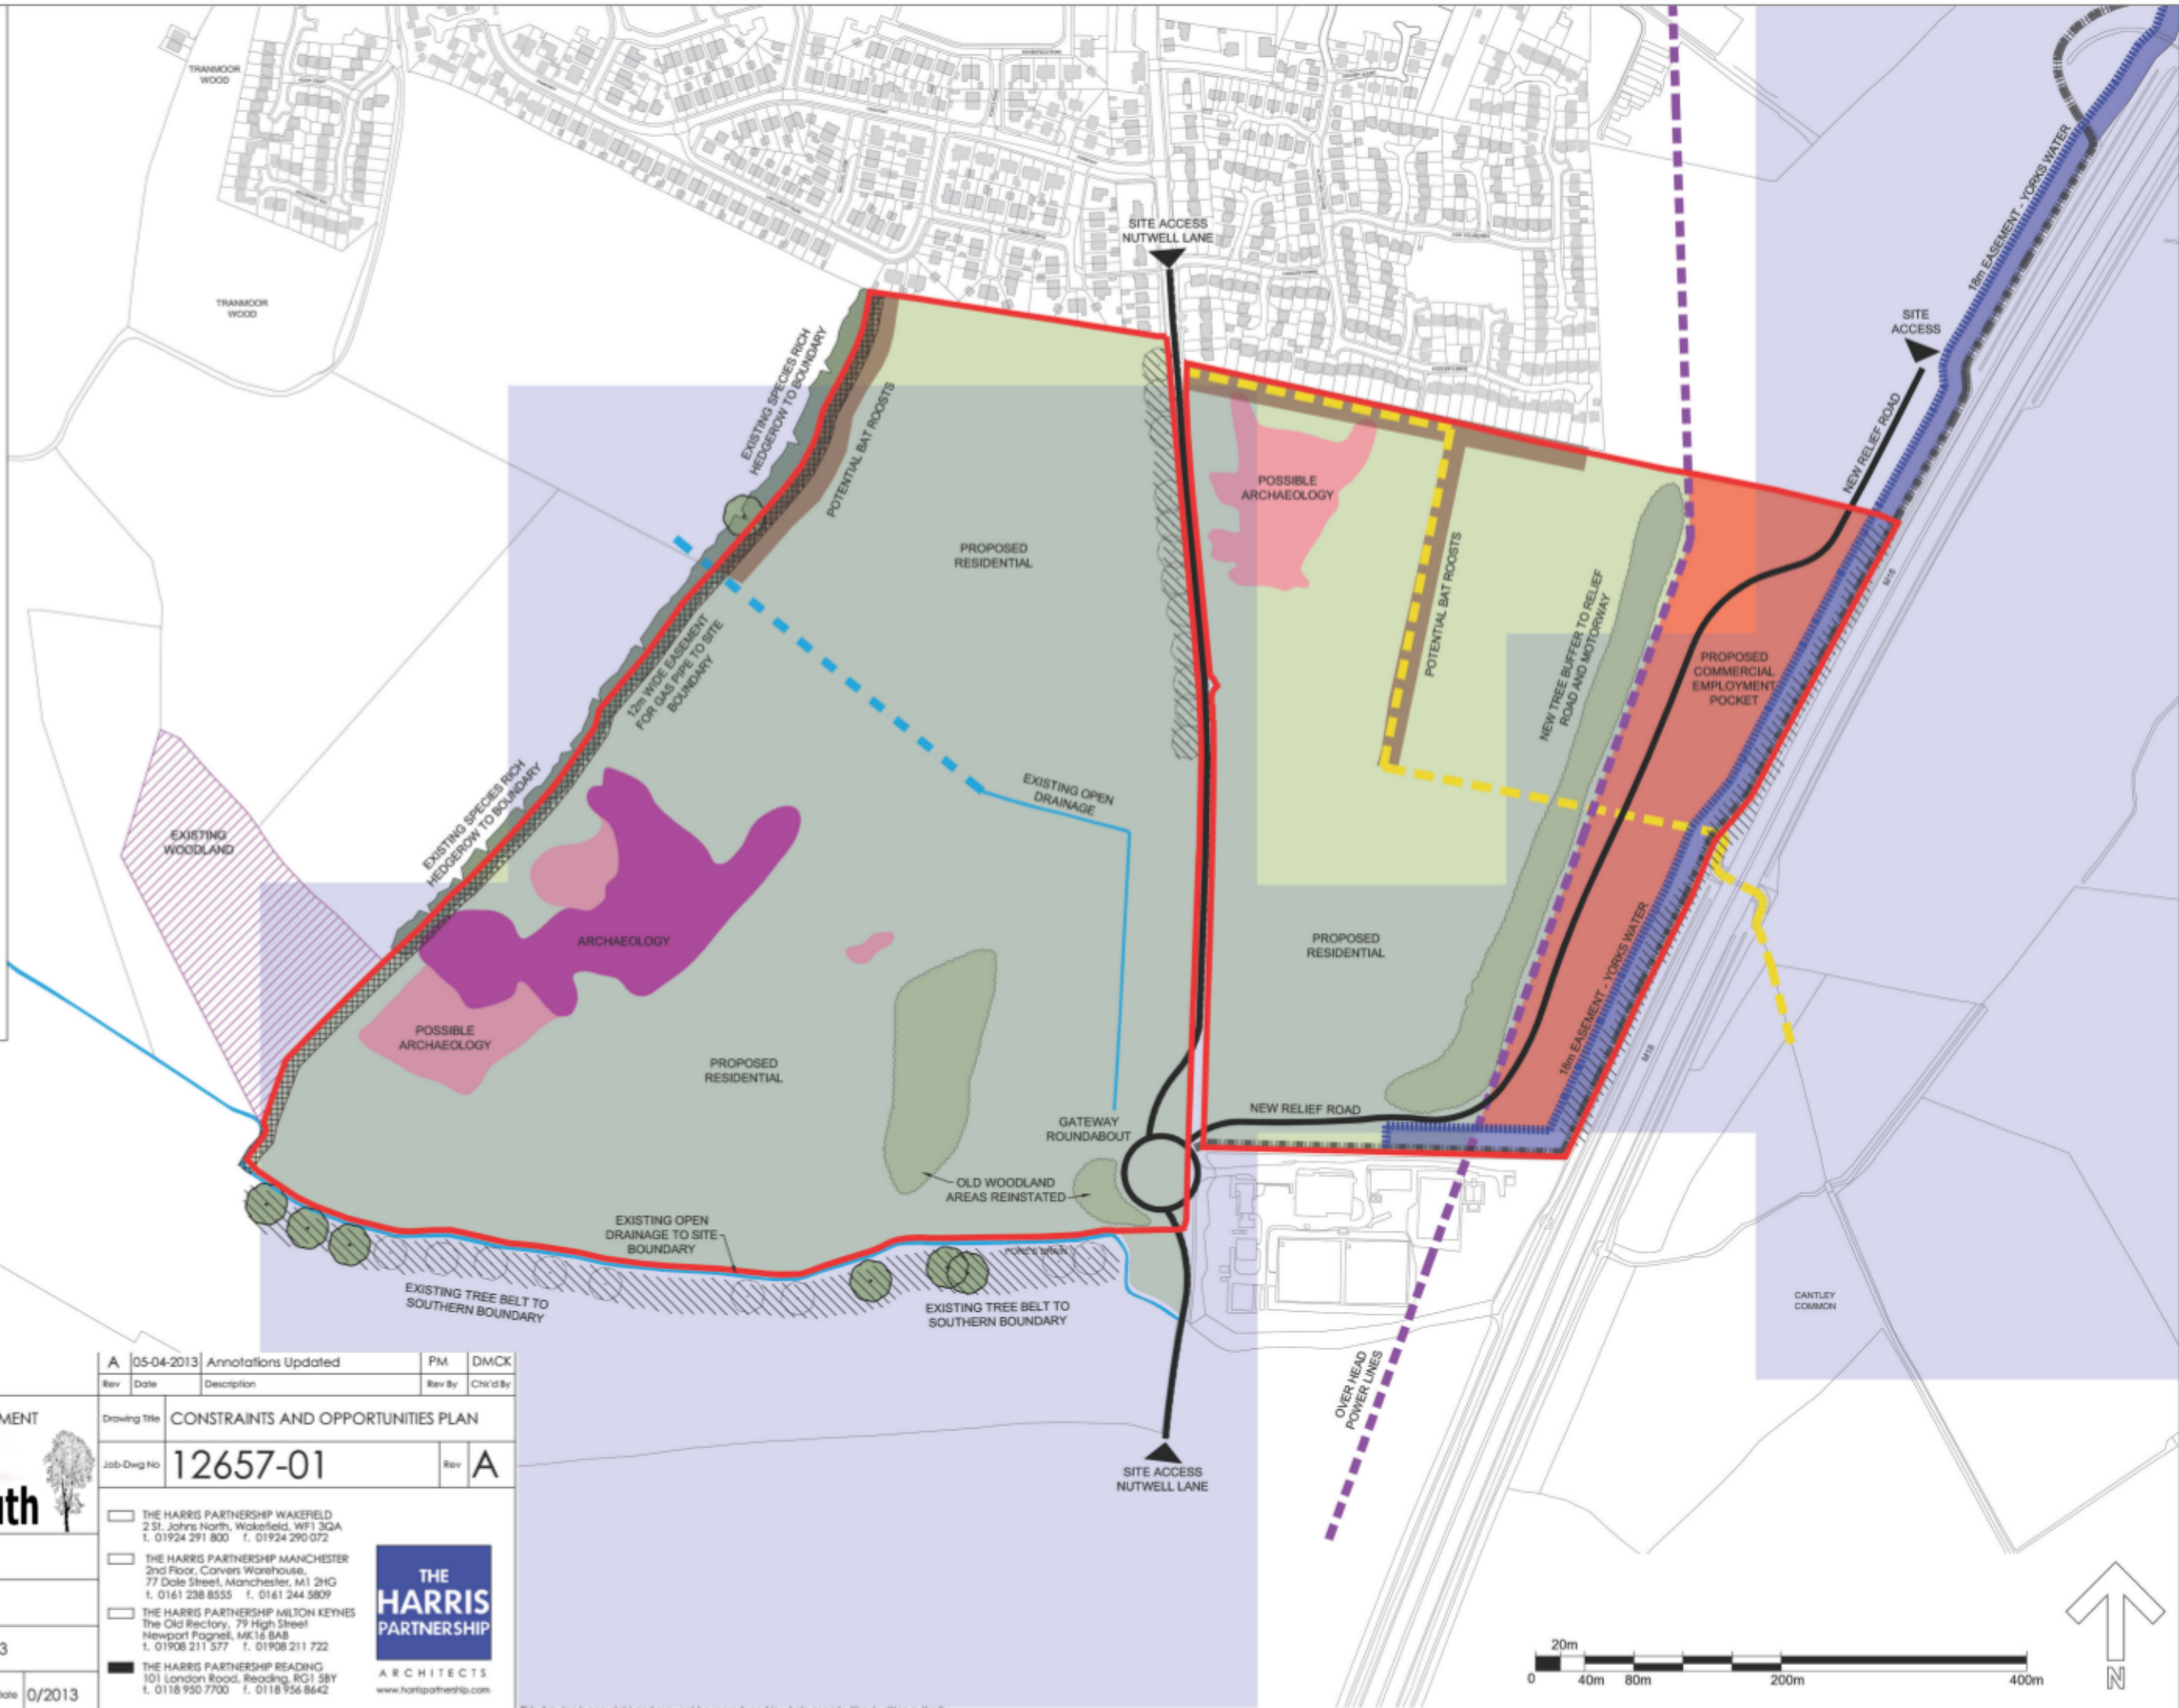 TRANMOOR
WOOD
TRANMOOR
WOOD
SITE ACCESS
NUTWELL LANE
18m EASEMENT - YORKS WATER
SITE
ACCESS
NEW RELIEF ROAD
EXISTING SPECIES RICH
HEDGEROW TO BOUNDARY
POTENTIAL BAT ROOSTS
POSSIBLE
ARCHAEOLOGY
PROPOSED
RESIDENTIAL
POTENTIAL BAT ROOSTS
NEW TREE BUFFER TO RELIEF
ROAD AND MOTORWAY
M18
12m WIDE EASEMENT
FOR GAS PIPE TO SITE
BOUNDARY
PROPOSED
COMMERCIAL
EMPLOYMENT
POCKET
EXISTING OPEN
DRAINAGE
EXISTING SPECIES RICH
HEDGEROW TO BOUNDARY
EXISTING
WOODLAND
ARCHAEOLOGY
PROPOSED
RESIDENTIAL
18m EASEMENT - YORKS WATER
M18
POSSIBLE
ARCHAEOLOGY
PROPOSED
RESIDENTIAL
NEW RELIEF ROAD
GATEWAY
ROUNDABOUT
OLD WOODLAND
AREAS REINSTATED
EXISTING OPEN
DRAINAGE TO SITE
BOUNDARY
EXISTING TREE BELT TO
SOUTHERN BOUNDARY
EXISTING TREE BELT TO
SOUTHERN BOUNDARY
CANTLEY
COMMON
OVER HEAD
POWER LINES
SITE ACCESS
NUTWELL LANE
A 05-04-2013 Annotations Updated PM DMCK
Rev Date Description Rev By Chk'd By
Drawing Title CONSTRAINTS AND OPPORTUNITIES PLAN
Job-Dwg No 12657-01 Rev A
THE HARRIS PARTNERSHIP WAKEFIELD
2 St. Johns North, Wakefield, WF1 3QA
t. 01924 291 800 f. 01924 290 072
THE HARRIS PARTNERSHIP MANCHESTER
2nd Floor, Carvers Warehouse,
77 Dale Street, Manchester, M1 2HG
t. 0161 238 8555 f. 0161 244 5809
THE HARRIS PARTNERSHIP MILTON KEYNES
The Old Rectory, 79 High Street
Newport Pagnell, MK16 8AB
t. 01908 211 577 f. 01908 211 722
THE HARRIS PARTNERSHIP READING
101 London Road, Reading, RG1 5BY
t. 0118 950 7700 f. 0118 956 8642
THE
HARRIS
PARTNERSHIP
ARCHITECTS
www.harrispartnership.com
0/2013
20m
0 40m 80m 200m 400m
N